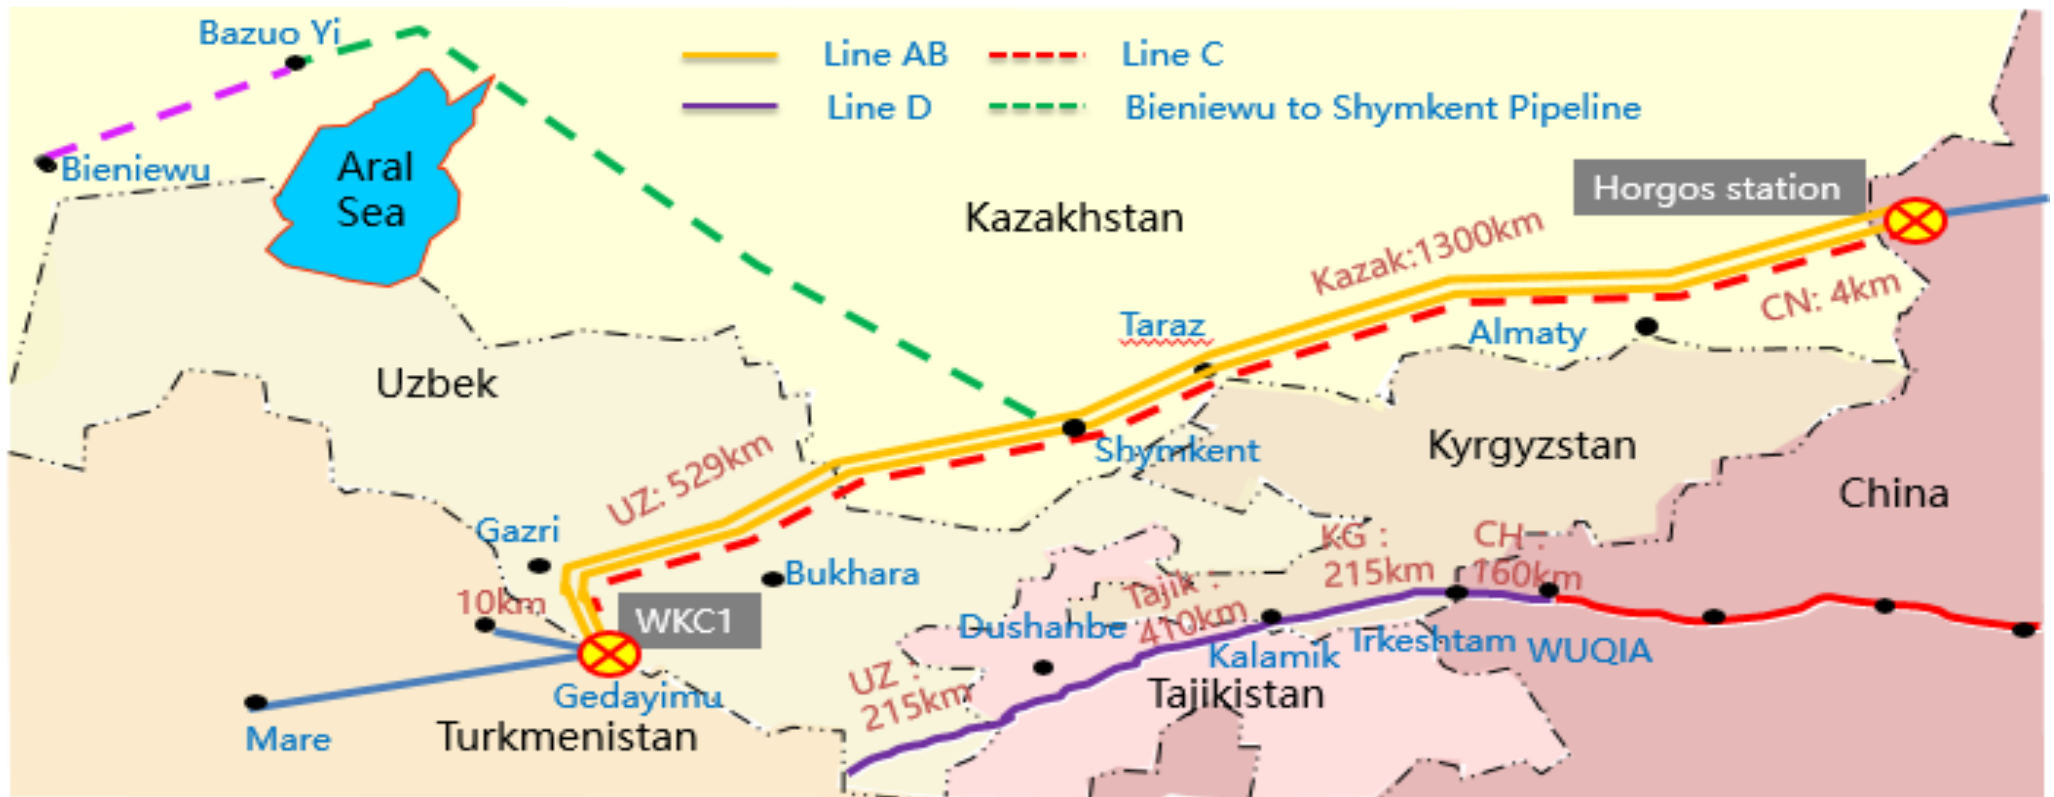 Bazuo Yi
Line AB
Line C
Line D
Bieniewu to Shymkent Pipeline
Bieniewu
Aral
Sea
Kazakhstan
Horgos station
Kazak:1300km
CN: 4km
Taraz
Almaty
Uzbek
Shymkent
Kyrgyzstan
UZ: 529km
China
Gazri
Bukhara
KG :
215km
CH :
160km
10km
WKC1
Dushanbe
Tajik :
410km
Kalamik
Trkeshtam
WUQIA
UZ :
215km
Gedayimu
Tajikistan
Mare
Turkmenistan